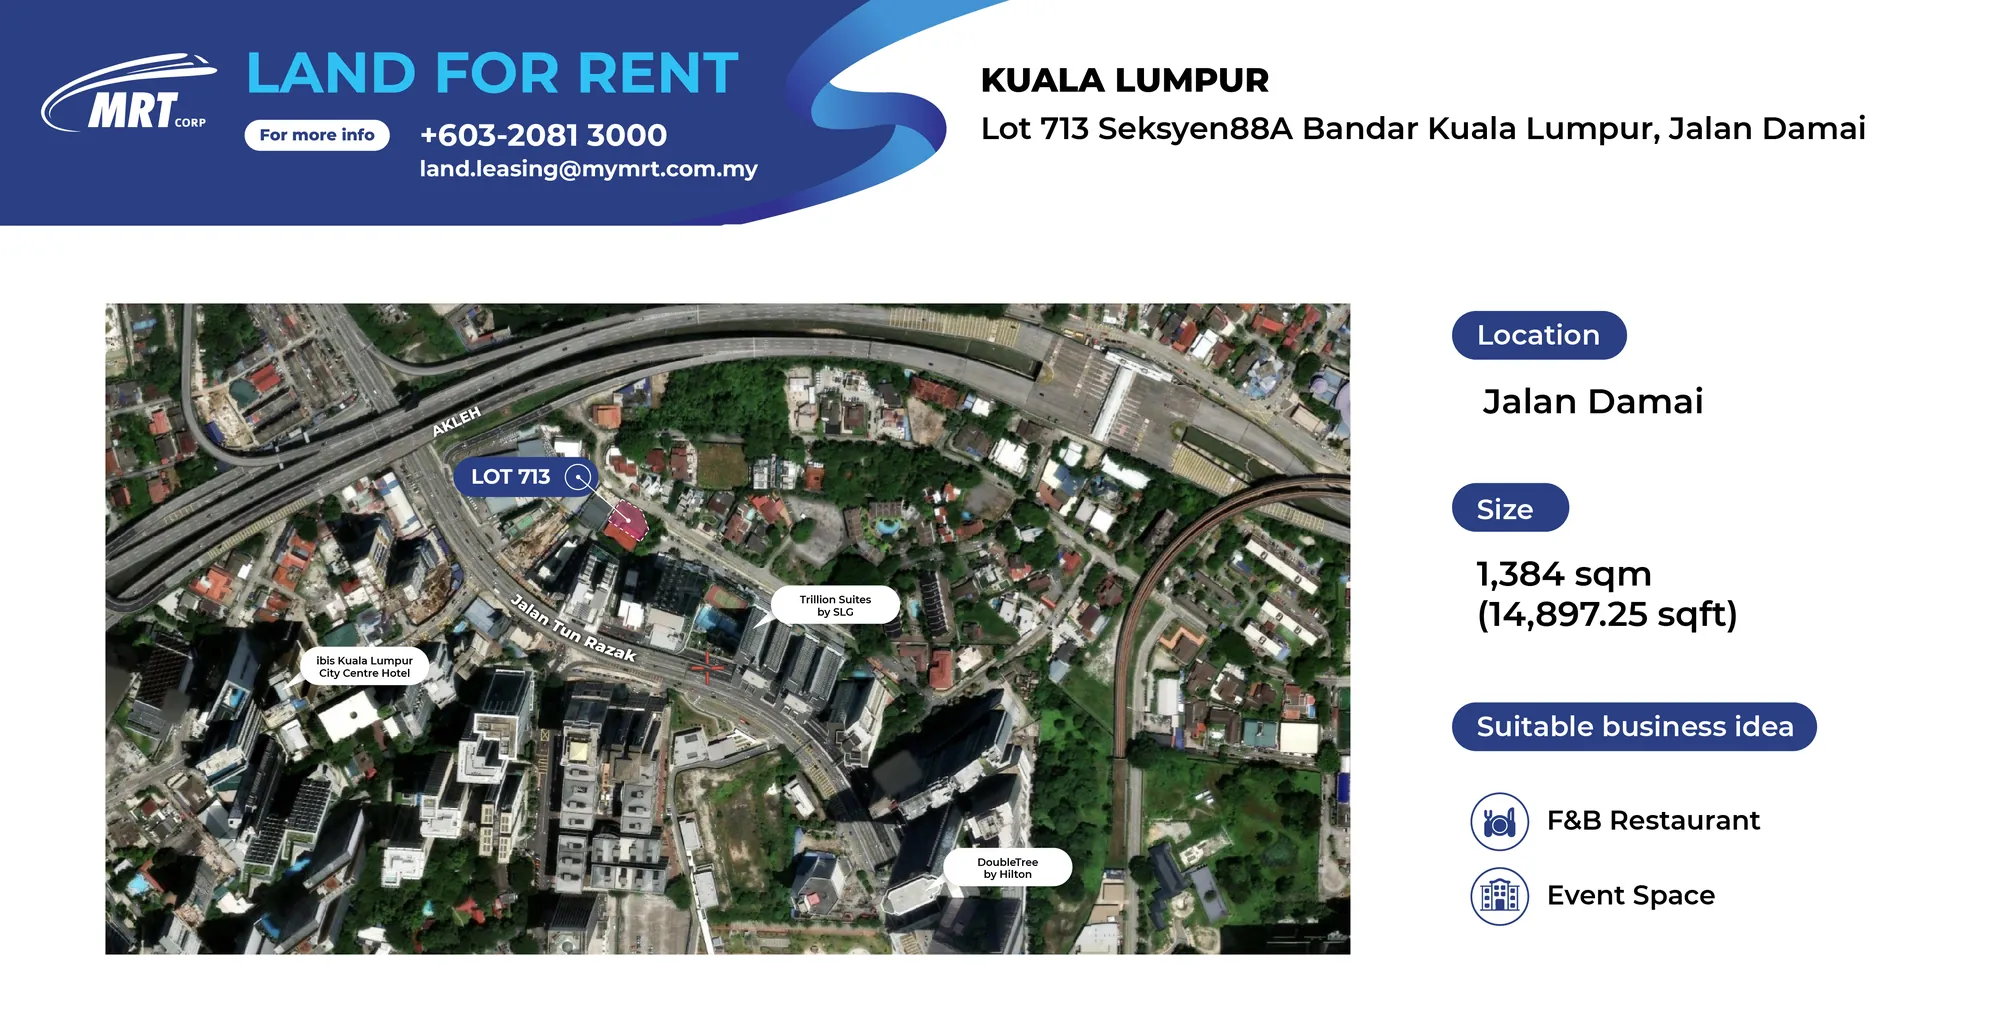 MRT CORP
LAND FOR RENT
For more info
+603-2081 3000
land.leasing@mymrt.com.my
KUALA LUMPUR
Lot 713 Seksyen88A Bandar Kuala Lumpur, Jalan Damai
AKLEH
LOT 713
Trillion Suites
by SLG
Jalan Tun Razak
ibis Kuala Lumpur
City Centre Hotel
DoubleTree
by Hilton
Location
Jalan Damai
Size
1,384 sqm
(14,897.25 sqft)
Suitable business idea
F&B Restaurant
Event Space